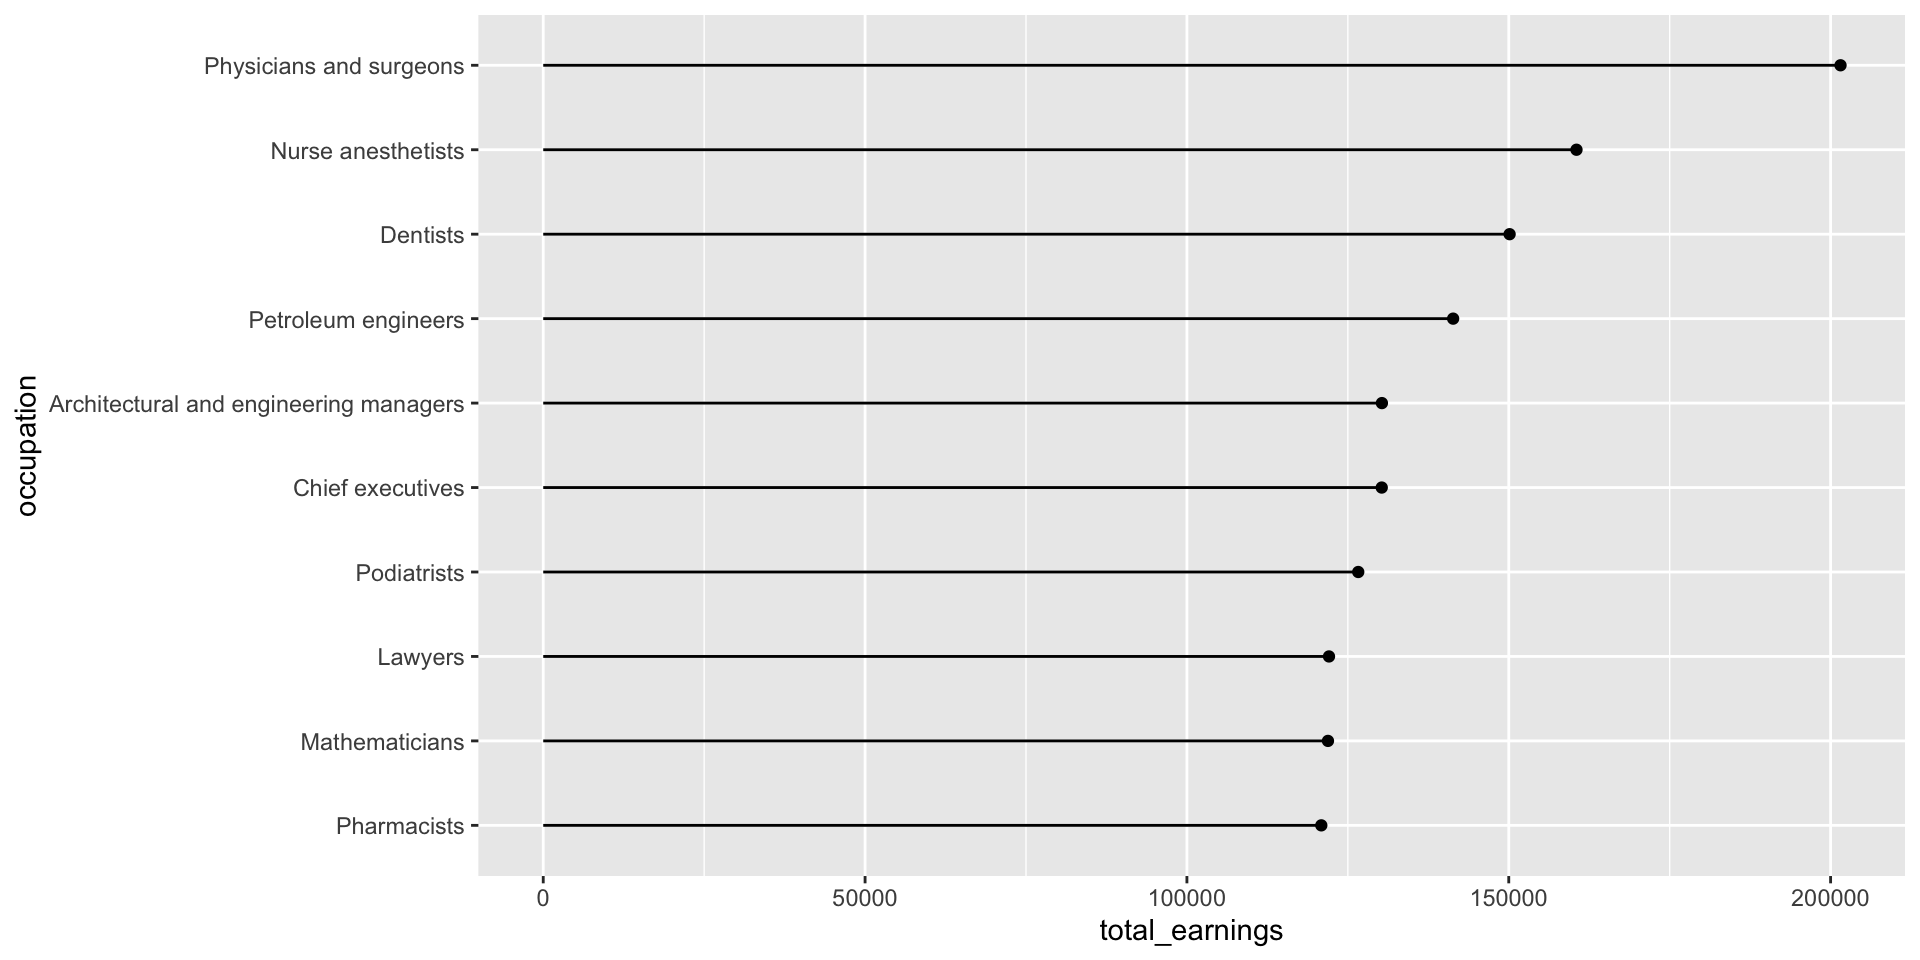 Physicians and surgeons
Nurse anesthetists
Dentists
Petroleum engineers
Architectural and engineering managers
Chief executives
Podiatrists
Lawyers
Mathematicians
Pharmacists
occupation
0 50000 100000 150000 200000
total_earnings